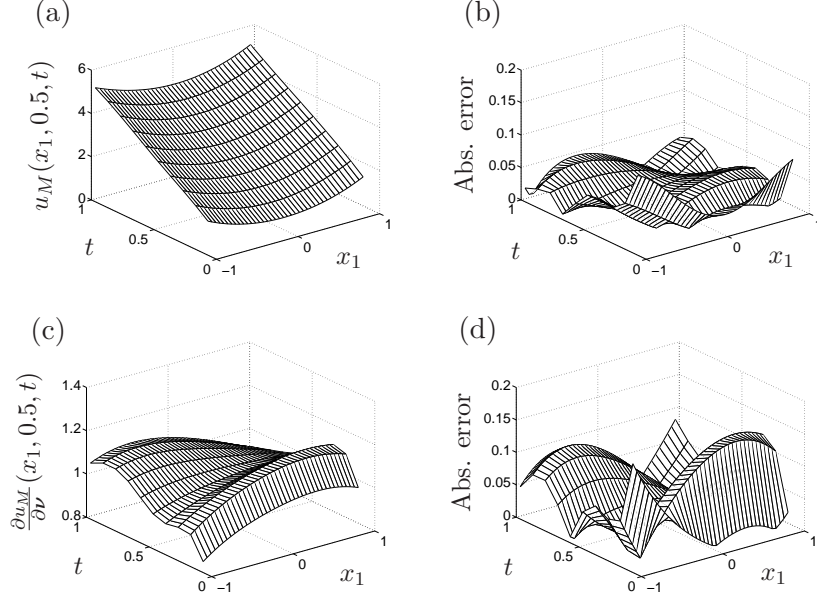 (a)
6
4
2
0
1
0.5
0
−1
0
1
u_M(x_1, 0.5, t)
t
x_1
(b)
0.2
0.15
0.1
0.05
0
1
0.5
0
−1
0
1
Abs. error
t
x_1
(c)
1.4
1.2
1
0.8
1
0.5
0
−1
0
1
∂u_M/∂ν(x_1, 0.5, t)
t
x_1
(d)
0.2
0.15
0.1
0.05
0
1
0.5
0
−1
0
1
Abs. error
t
x_1